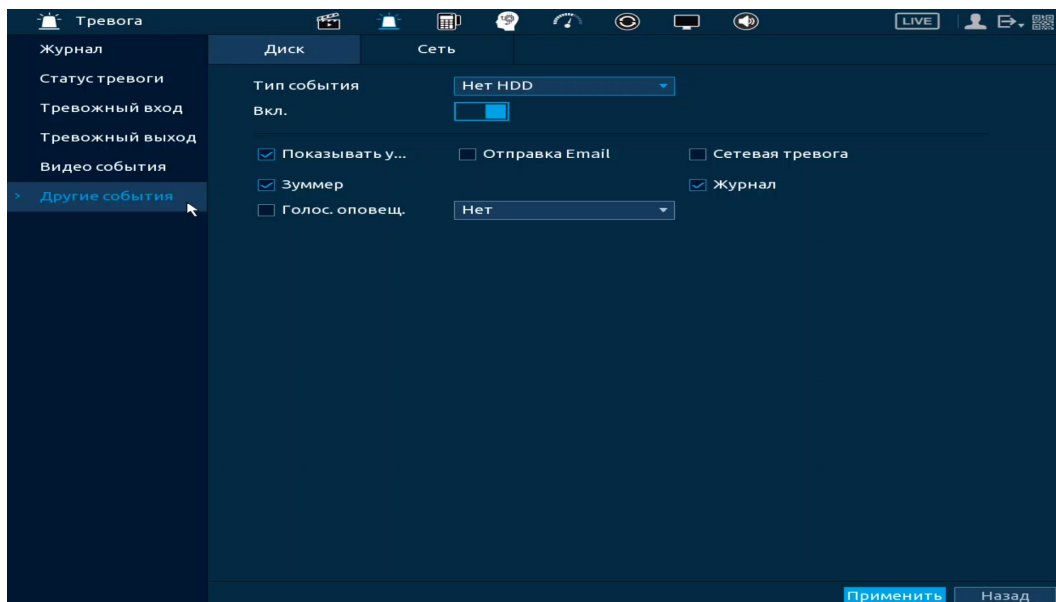 Тревога
LIVE
Журнал
Статус тревоги
Тревожный вход
Тревожный выход
Видео события
> Другие события
Диск Сеть
Тип события Нет HDD
Вкл.
Показывать у... Отправка Email Сетевая тревога
Зуммер Журнал
Голос. оповещ. Нет
Применить Назад